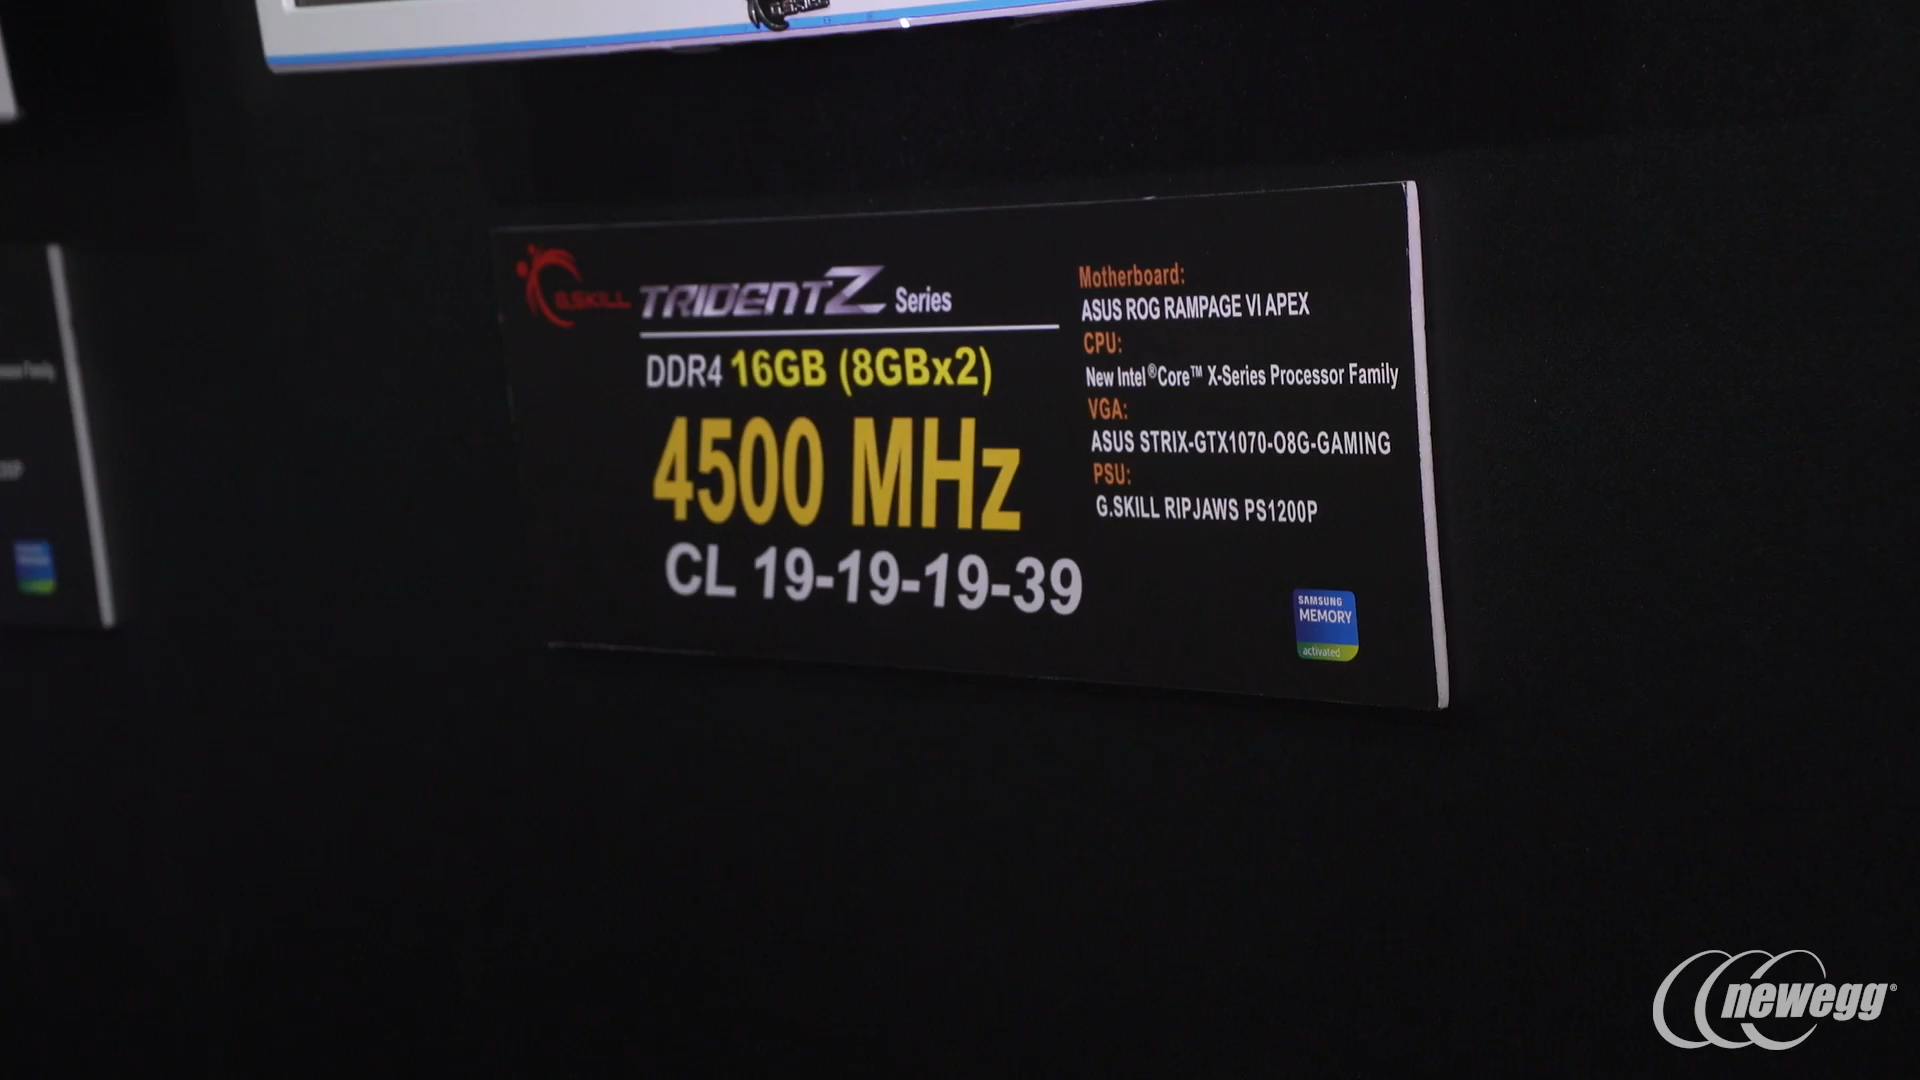 G.SKILL
G.SKILL TRIDENTZ Series
DDR4 16GB (8GBx2)
4500 MHz
CL 19-19-19-39
Motherboard:
ASUS ROG RAMPAGE VI APEX
CPU:
New Intel®Core™ X-Series Processor Family
VGA:
ASUS STRIX-GTX1070-O8G-GAMING
PSU:
G.SKILL RIPJAWS PS1200P
SAMSUNG
MEMORY
activated
Family
newegg®